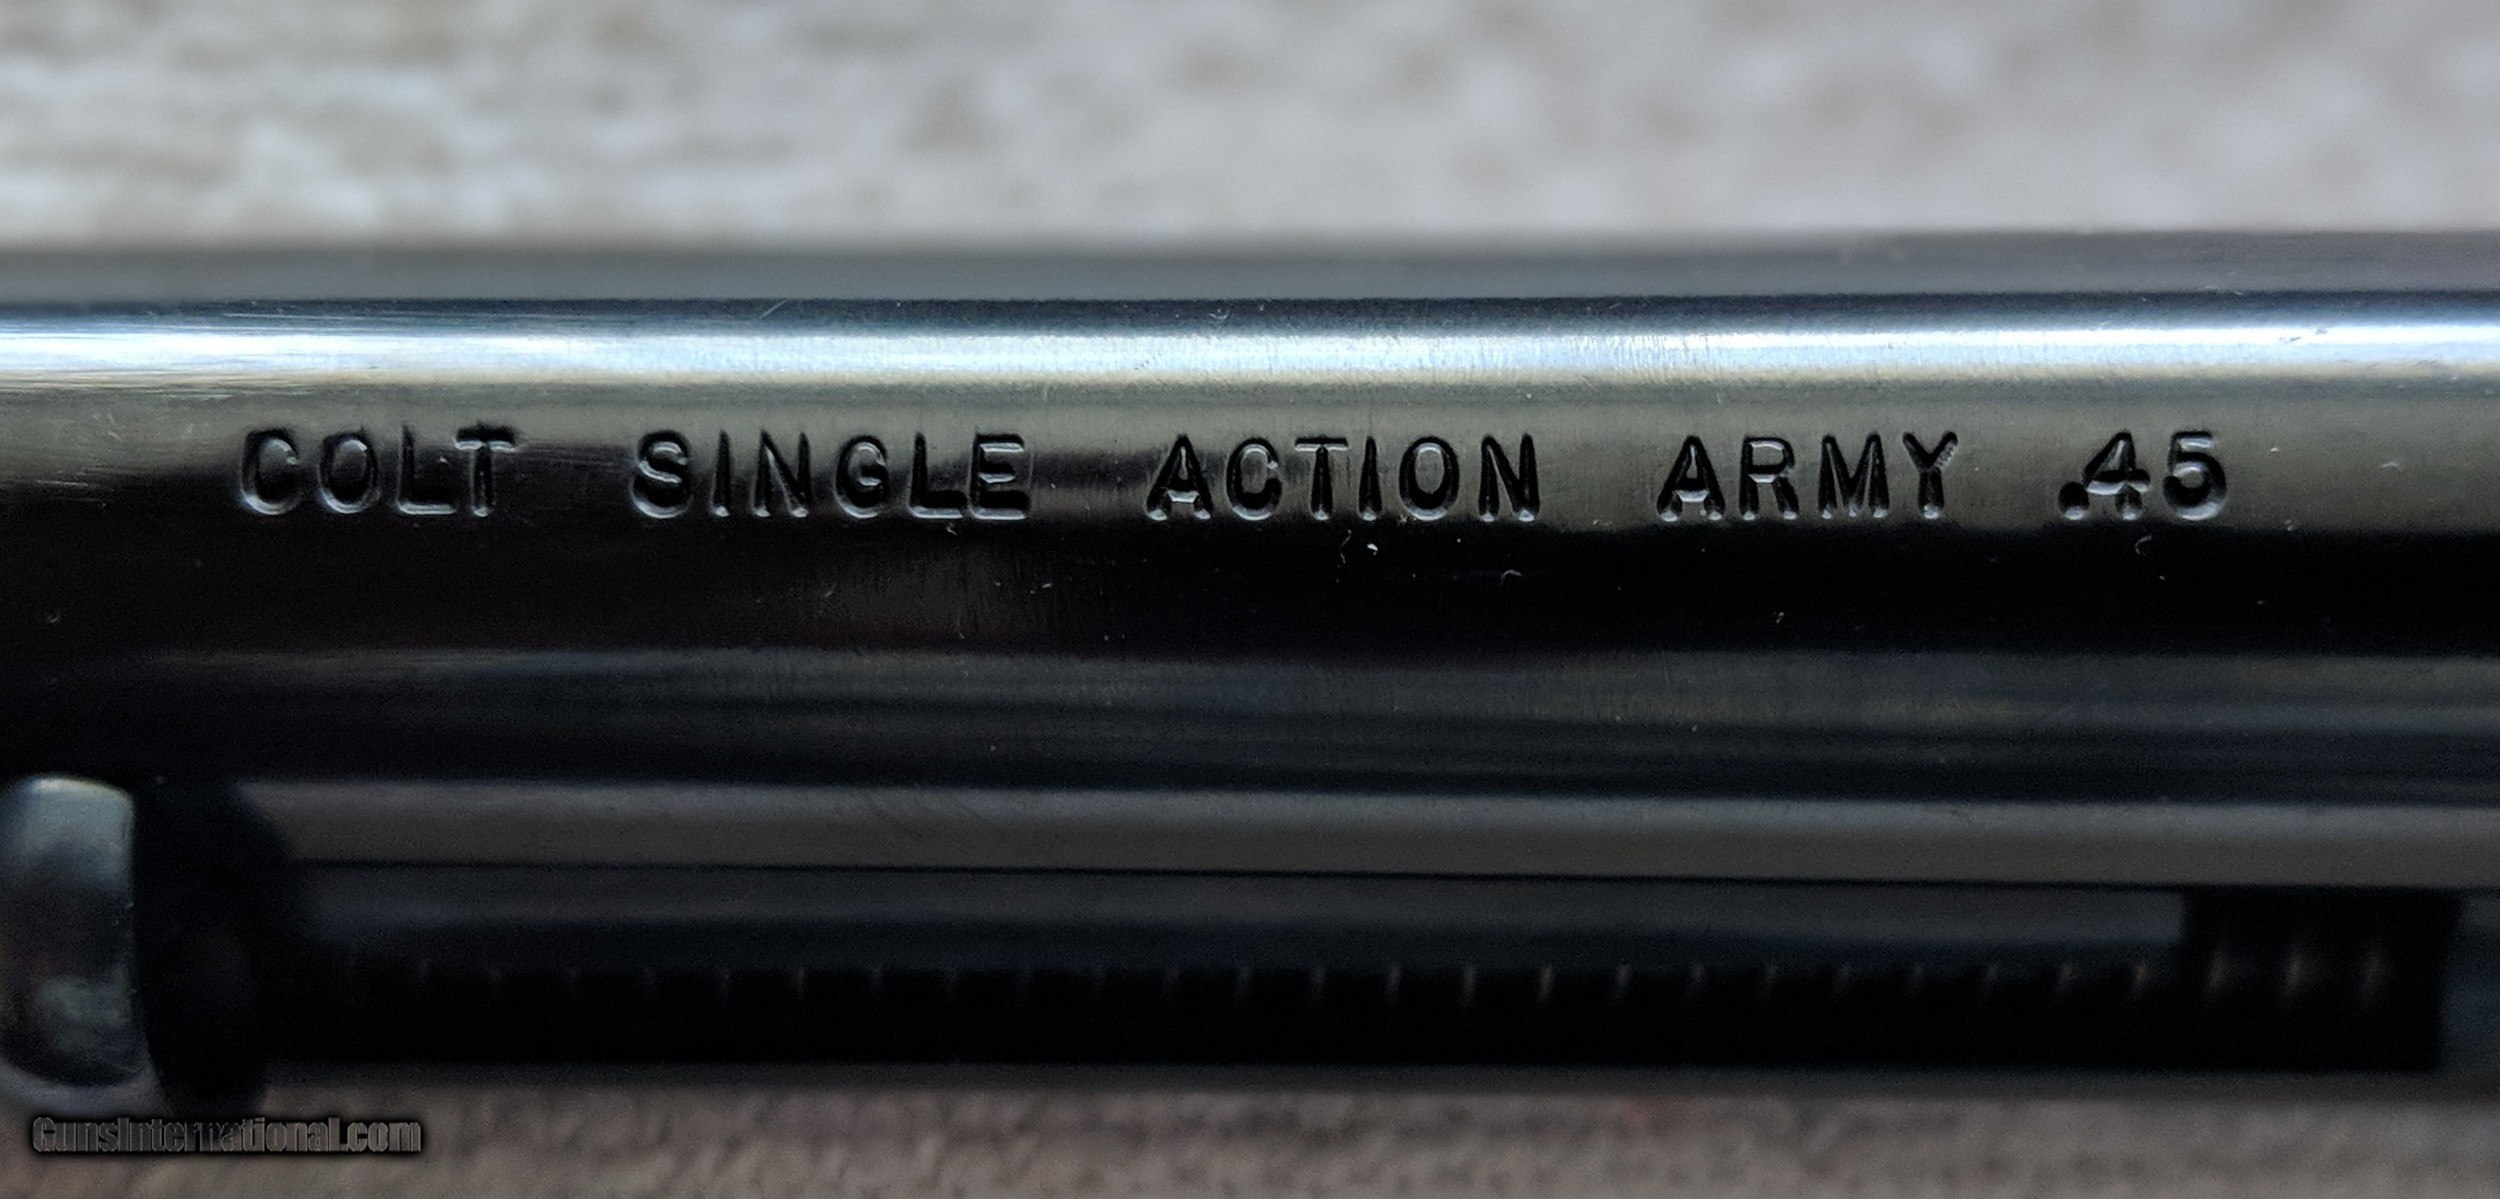 COLT SINGLE ACTION ARMY .45
GunsInternational.com